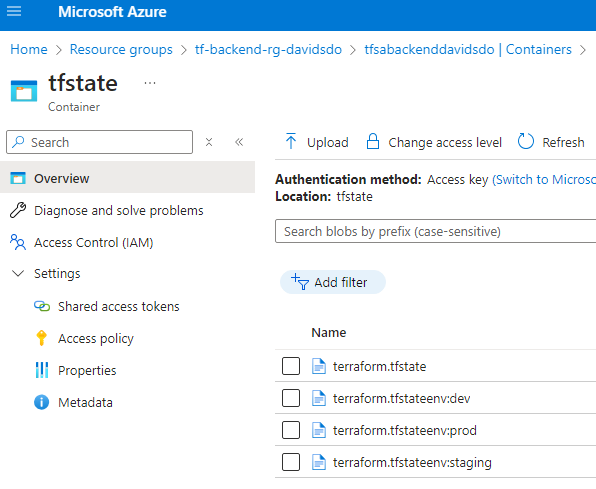 Microsoft Azure
Home > Resource groups > tf-backend-rg-davidsdo > tfsabackenddavidsdo | Containers >
tfstate ...
Container
Search
Overview
Diagnose and solve problems
Access Control (IAM)
Settings
Shared access tokens
Access policy
Properties
Metadata
Upload Change access level Refresh
Authentication method: Access key (Switch to Microso
Location: tfstate
Search blobs by prefix (case-sensitive)
Add filter
Name
terraform.tfstate
terraform.tfstateenv:dev
terraform.tfstateenv:prod
terraform.tfstateenv:staging